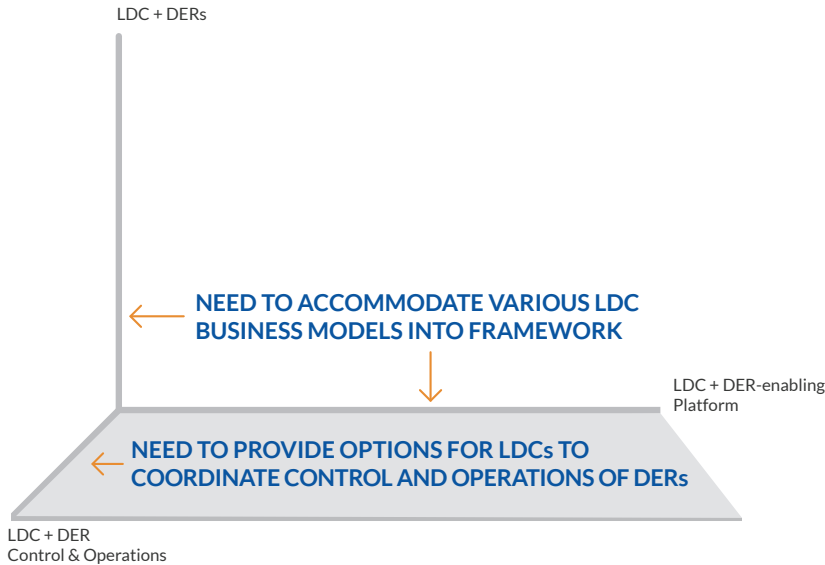 LDC + DERs
NEED TO ACCOMMODATE VARIOUS LDC
BUSINESS MODELS INTO FRAMEWORK
LDC + DER-enabling
Platform
NEED TO PROVIDE OPTIONS FOR LDCs TO
COORDINATE CONTROL AND OPERATIONS OF DERs
LDC + DER
Control & Operations